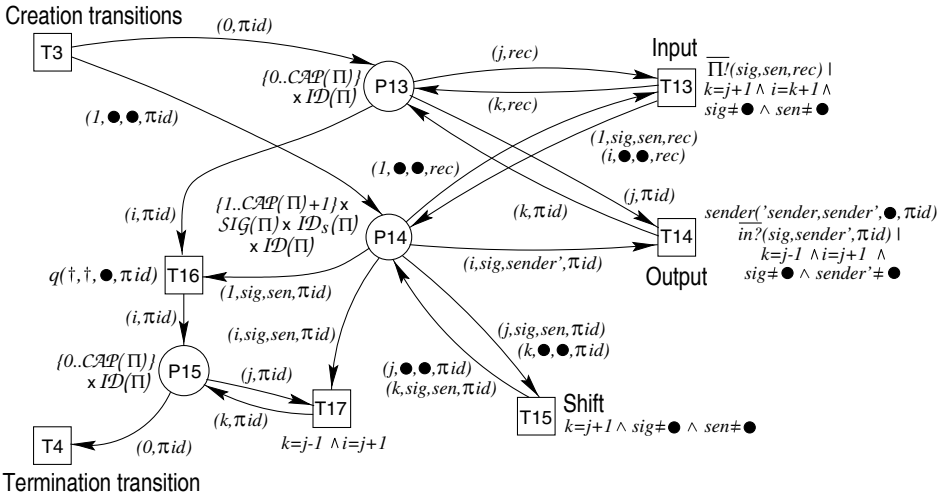 Creation transitions
T3
(0,πid)
(1,●,●,πid)
{0..CAP(Π)}
x ID(Π)
P13
(j,rec)
(k,rec)
Input
T13
Π!(sig,sen,rec) |
k=j+1 ∧ i=k+1 ∧
sig≠● ∧ sen≠●
(1,sig,sen,rec)
(i,●,●,rec)
(1,●,●,rec)
(j,πid)
(k,πid)
{1..CAP(Π)+1} x
SIG(Π) x IDs(Π)
x ID(Π)
P14
(i,πid)
q(†,†,●,πid)
T16
(1,sig,sen,πid)
(i,sig,sender',πid)
T14
Output
sender('sender,sender',●,πid)
in?(sig,sender',πid) |
k=j-1 ∧ i=j+1 ∧
sig≠● ∧ sender'≠●
(i,πid)
(i,sig,sen,πid)
(j,sig,sen,πid)
(k,●,●,πid)
{0..CAP(Π)}
x ID(Π)
P15
(j,πid)
(k,πid)
(j,●,●,πid)
(k,sig,sen,πid)
T17
k=j-1 ∧ i=j+1
T15
Shift
k=j+1 ∧ sig≠● ∧ sen≠●
T4
(0,πid)
Termination transition